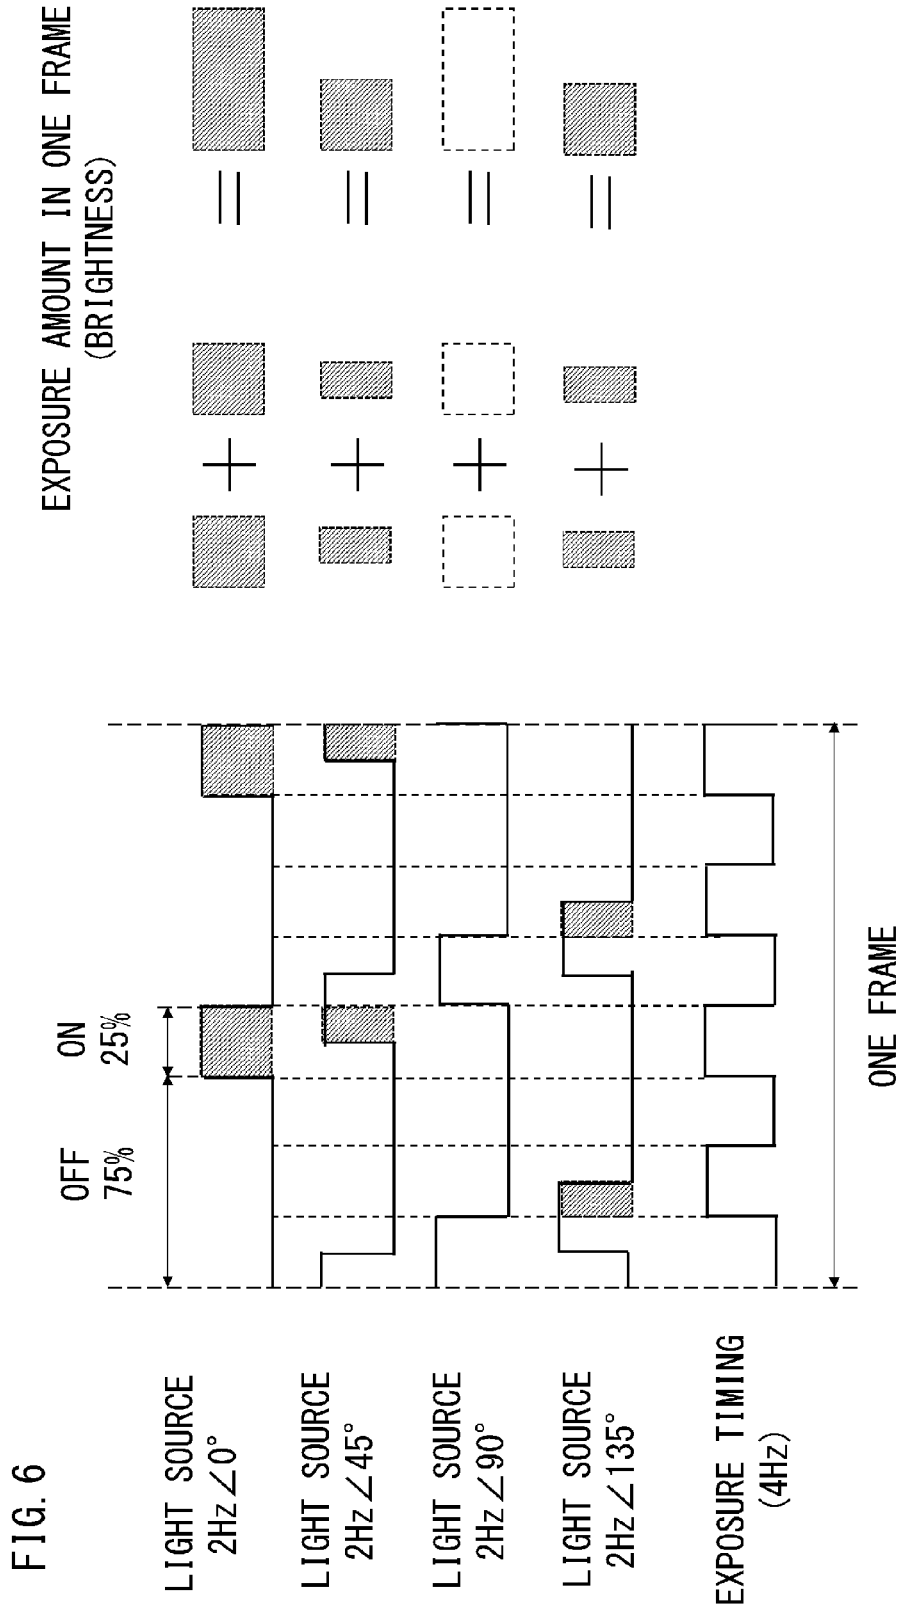 FIG. 6
EXPOSURE AMOUNT IN ONE FRAME
(BRIGHTNESS)
OFF
75%
ON
25%
LIGHT SOURCE
2Hz∠0°
LIGHT SOURCE
2Hz∠45°
LIGHT SOURCE
2Hz∠90°
LIGHT SOURCE
2Hz∠135°
EXPOSURE TIMING
(4Hz)
ONE FRAME